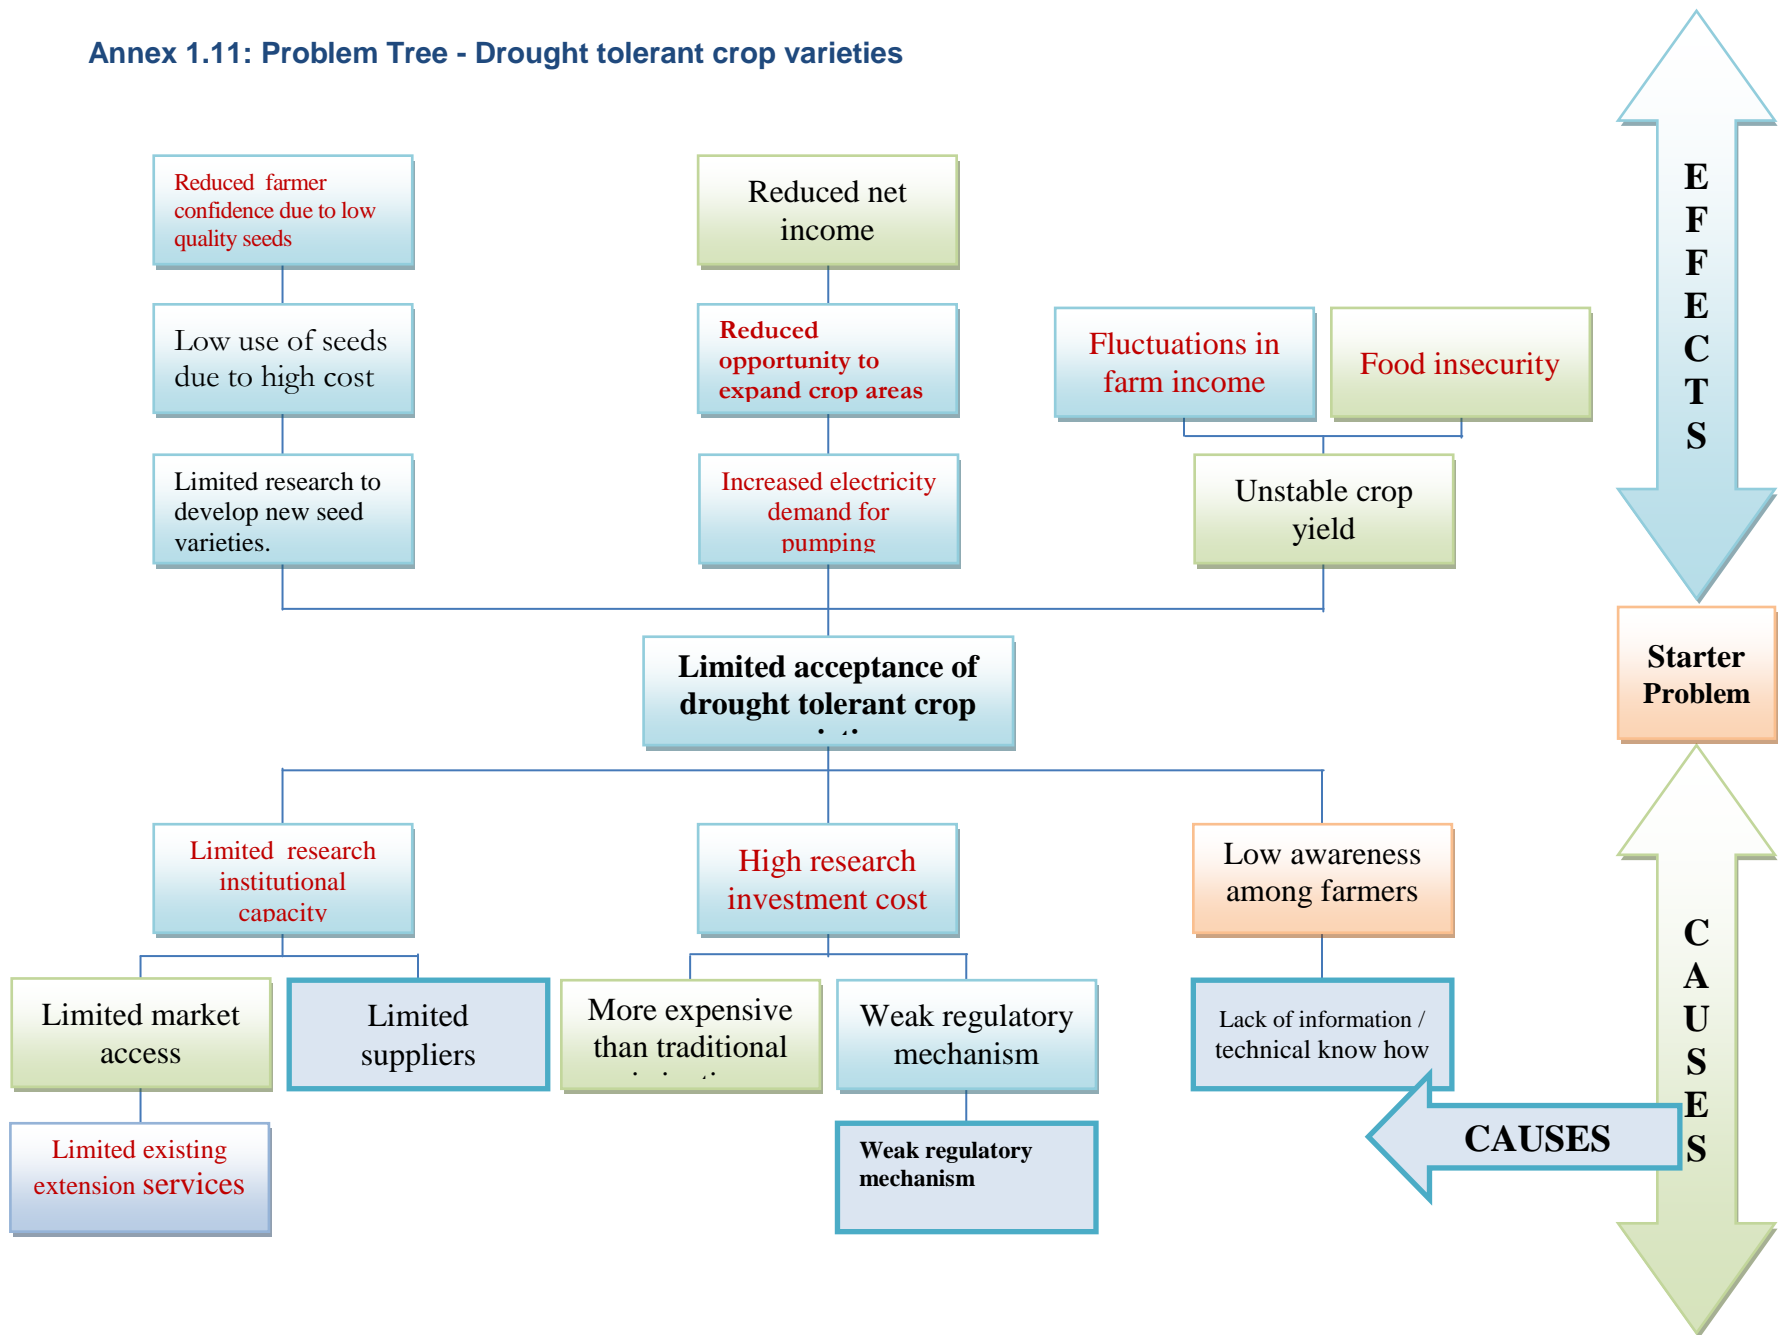 Annex 1.11: Problem Tree - Drought tolerant crop varieties
Reduced farmer
confidence due to low
quality seeds
Reduced net
income
Low use of seeds
due to high cost
Reduced
opportunity to
expand crop areas
Fluctuations in
farm income
Food insecurity
Limited research to
develop new seed
varieties.
Increased electricity
demand for
pumping
Unstable crop
yield
EFFECTS
Limited acceptance of
drought tolerant crop
Starter
Problem
Limited research
institutional
capacity
High research
investment cost
Low awareness
among farmers
Limited market
access
Limited
suppliers
More expensive
than traditional
Weak regulatory
mechanism
Lack of information /
technical know how
Limited existing
extension services
Weak regulatory
mechanism
CAUSES
CAUSES